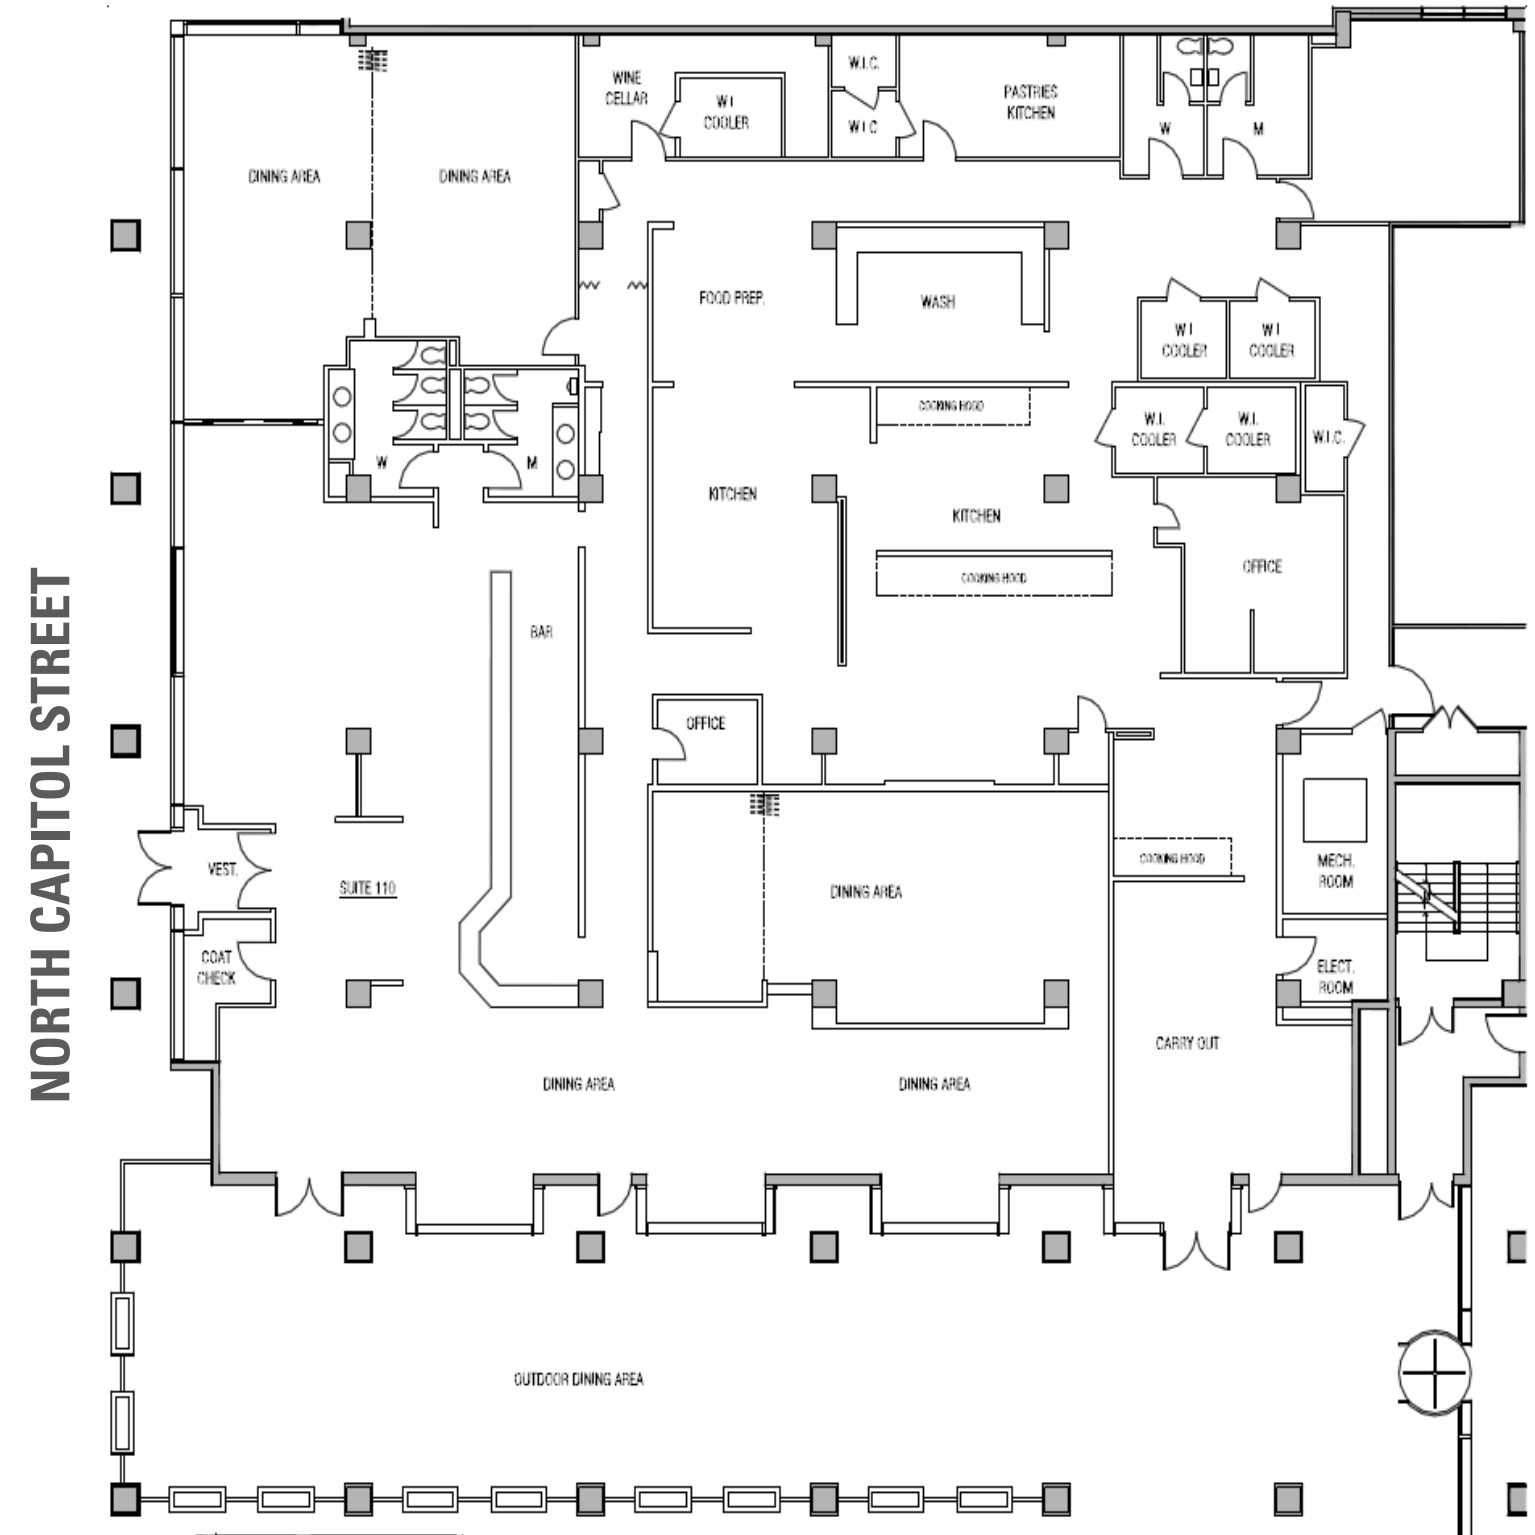 W.I.C.
WINE
CELLAR
W I
COOLER
PASTRIES
KITCHEN
W I C
W
M
DINING AREA
DINING AREA
FOOD PREP.
WASH
W I
COOLER
W I
COOLER
COOKING HOOD
W.I.
COOLER
W.I.
COOLER
W.I.C.
W
M
KITCHEN
KITCHEN
OFFICE
COOKING HOOD
BAR
OFFICE
NORTH CAPITOL STREET
VEST.
SUITE 110
DINING AREA
COOKING HOOD
MECH.
ROOM
COAT
CHECK
ELECT.
ROOM
CARRY OUT
DINING AREA
DINING AREA
OUTDOOR DINING AREA